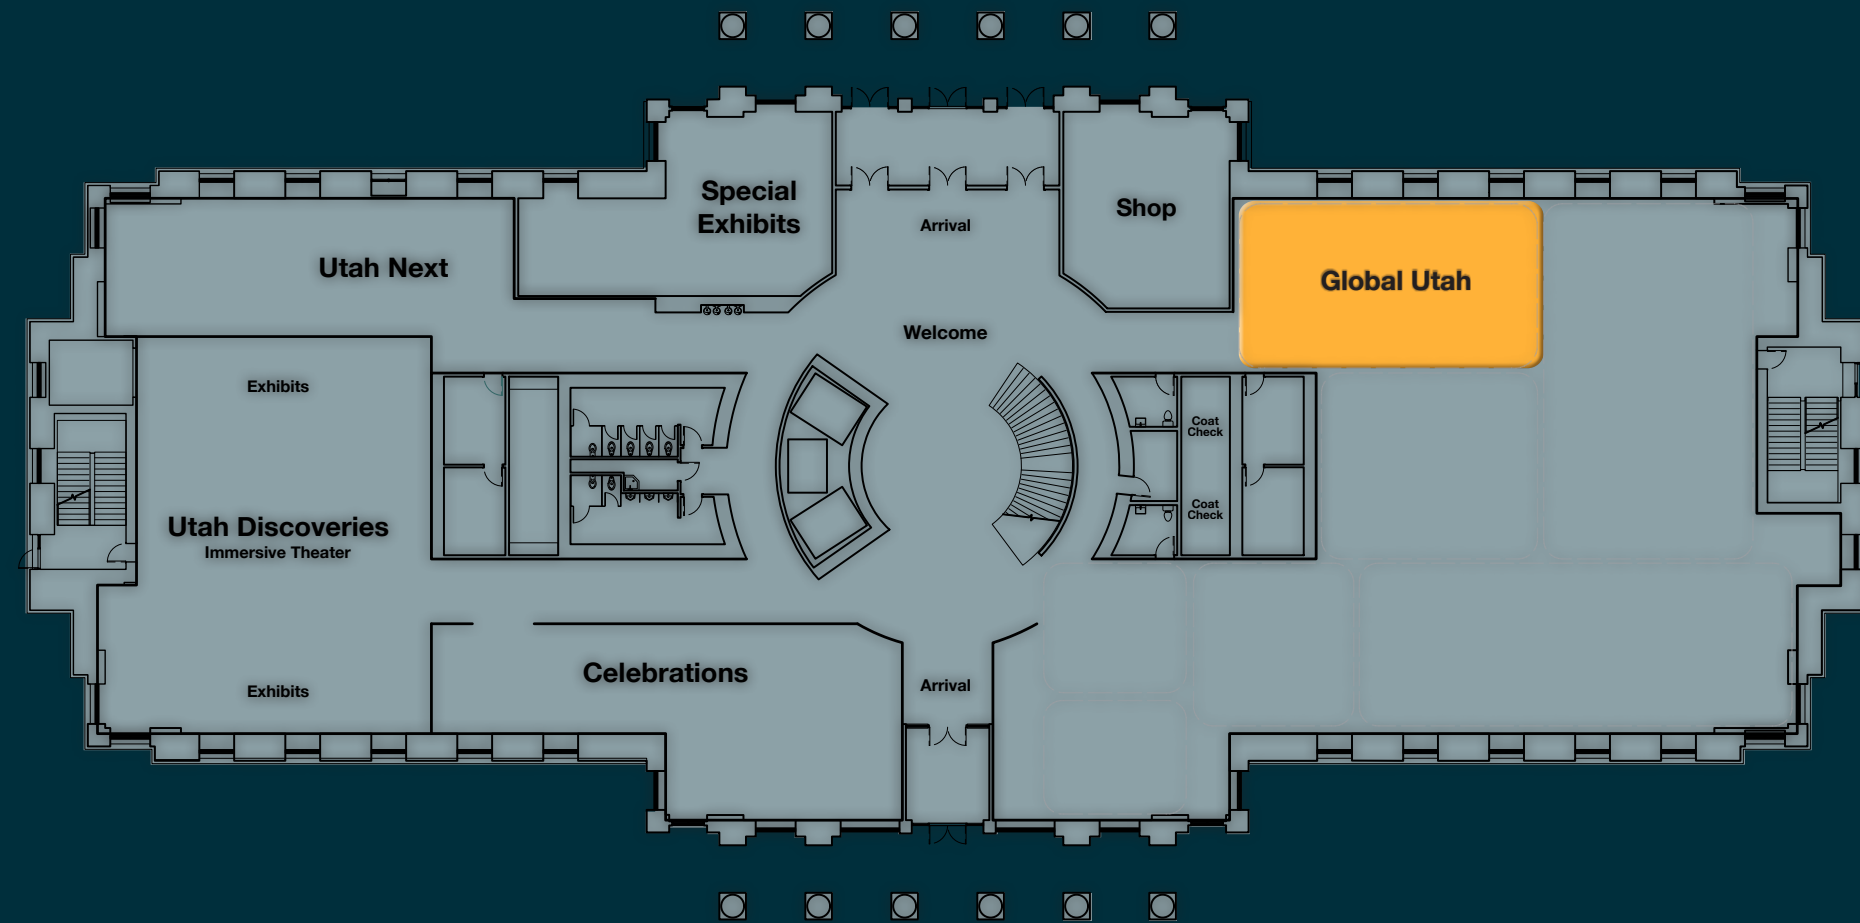 Special
Exhibits
Shop
Arrival
Utah Next
Global Utah
Welcome
Exhibits
Coat
Check
Coat
Check
Utah Discoveries
Immersive Theater
Celebrations
Arrival
Exhibits